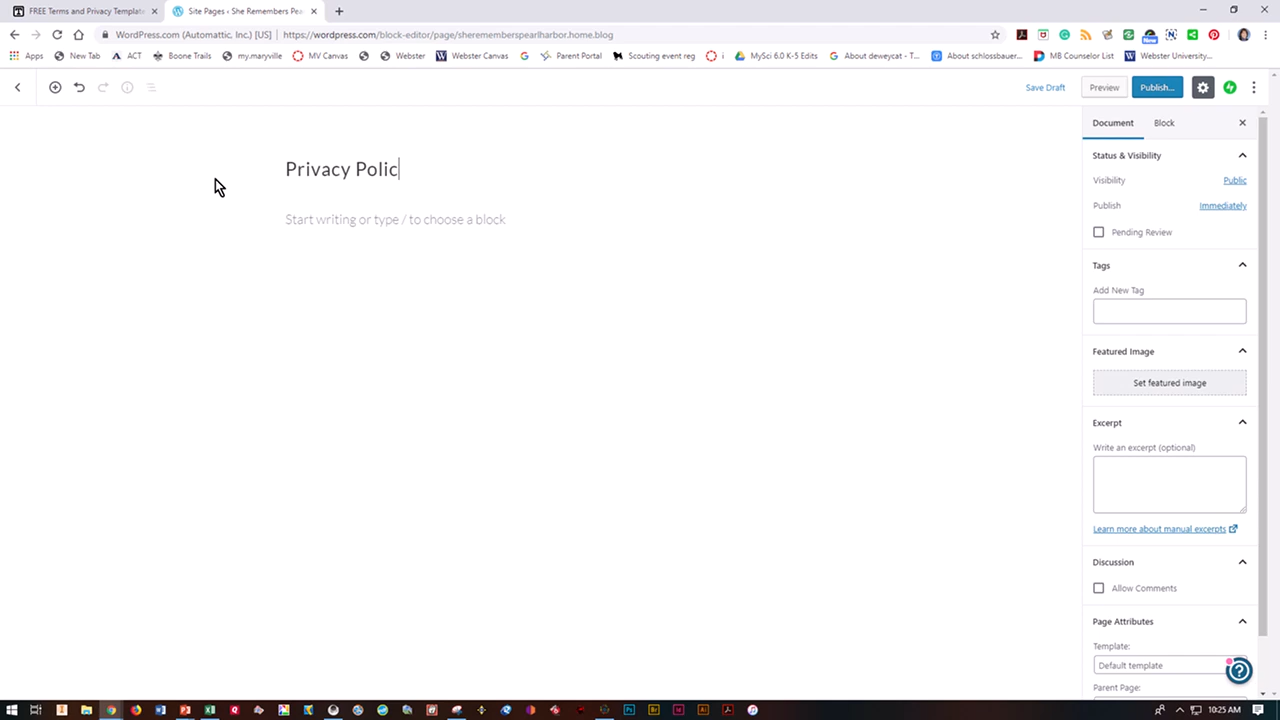 FREE Terms and Privacy Template
Site Pages ‹ She Remembers Pea
WordPress.com (Automattic, Inc.) [US] | https://wordpress.com/block-editor/page/sheremember​spearlharbor.home.blog
Apps New Tab ACT Boone Trails my.maryville MV Canvas Webster Webster Canvas Parent Portal Scouting event reg i MySci 6.0 K-5 Edits About deweycat - T... About schlossbauer... MB Counselor List Webster University...
Save Draft Preview Publish...
Document Block
Status & Visibility
Privacy Polic
Visibility Public
Publish Immediately
Start writing or type / to choose a block
Pending Review
Tags
Add New Tag
Featured Image
Set featured image
Excerpt
Write an excerpt (optional)
Learn more about manual excerpts
Discussion
Allow Comments
Page Attributes
Template:
Default template
Parent Page:
10:25 AM